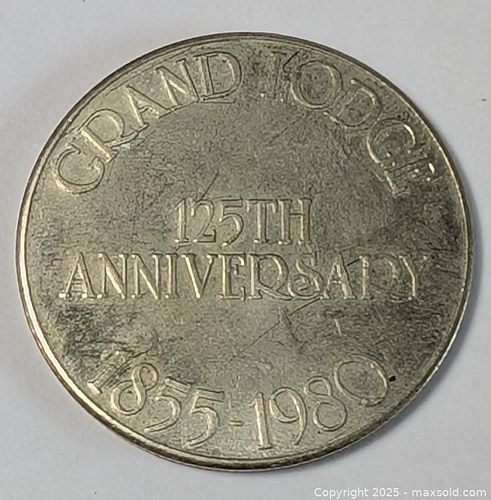 GRAND LODGE
125TH
ANNIVERSARY
1855-1980
Copyright © 2025 - maxsold.com